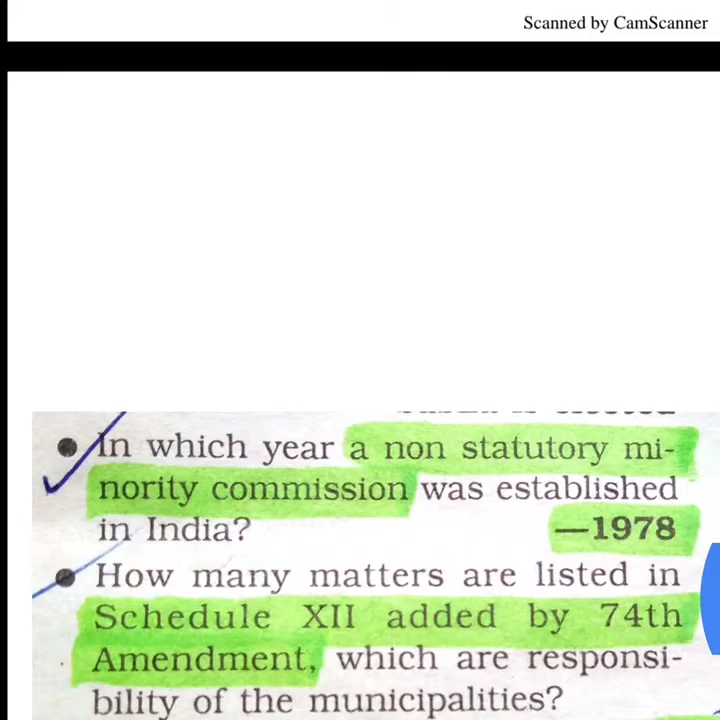 Scanned by CamScanner
● In which year a non statutory mi-
nority commission was established
in India? —1978
● How many matters are listed in
Schedule XII added by 74th
Amendment, which are responsi-
bility of the municipalities?